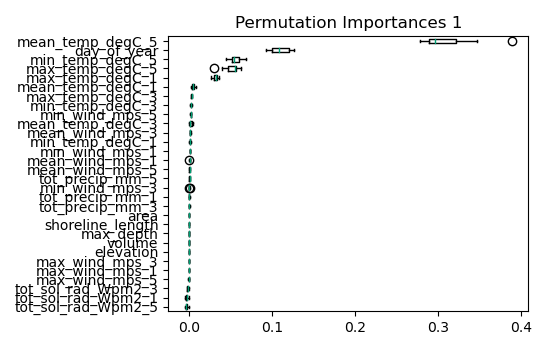 Permutation Importances 1
mean_temp_degC_5
day_of_year
min_temp_degC_5
max_temp_degC_5
max_temp_degC_1
mean_temp_degC_1
max_temp_degC_3
min_temp_degC_3
min_wind_mps_5
mean_temp_degC_3
mean_wind_mps_3
min_temp_degC_1
min_wind_mps_1
mean_wind_mps_1
mean_wind_mps_5
tot_precip_mm_5
min_wind_mps_3
tot_precip_mm_1
tot_precip_mm_3
area
shoreline_length
max_depth
volume
elevation
max_wind_mps_3
max_wind_mps_1
max_wind_mps_5
tot_sol_rad_Wpm2_3
tot_sol_rad_Wpm2_1
tot_sol_rad_Wpm2_5
0.0 0.1 0.2 0.3 0.4